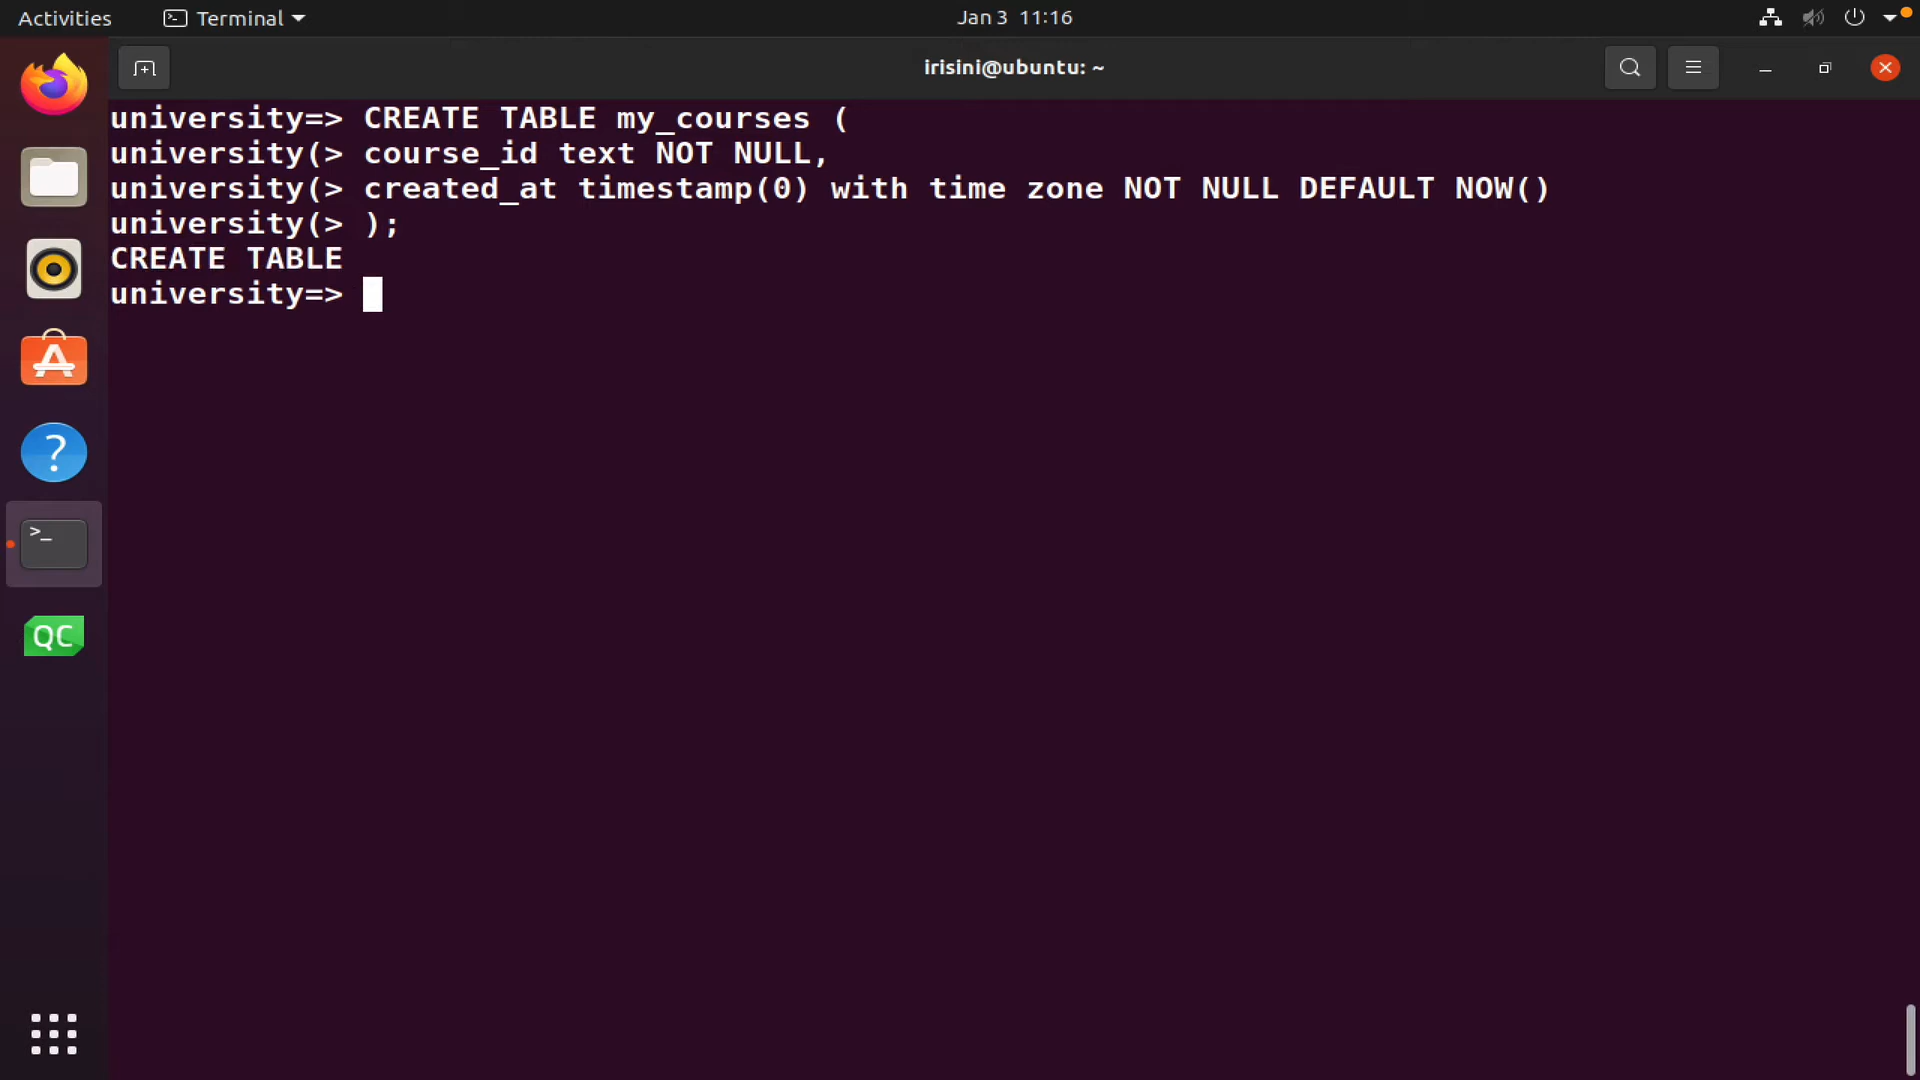 Activities
Terminal
Jan 3 11:16
irisini@ubuntu: ~
university=> CREATE TABLE my_courses (
university(> course_id text NOT NULL,
university(> created_at timestamp(0) with time zone NOT NULL DEFAULT NOW()
university(> );
CREATE TABLE
university=>
?
>_
QC